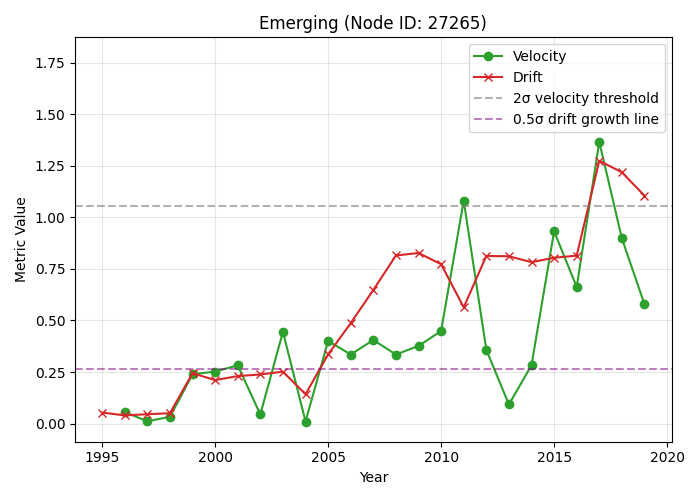 Emerging (Node ID: 27265)
Velocity
Drift
2σ velocity threshold
0.5σ drift growth line
Metric Value
1.75
1.50
1.25
1.00
0.75
0.50
0.25
0.00
1995
2000
2005
2010
2015
2020
Year